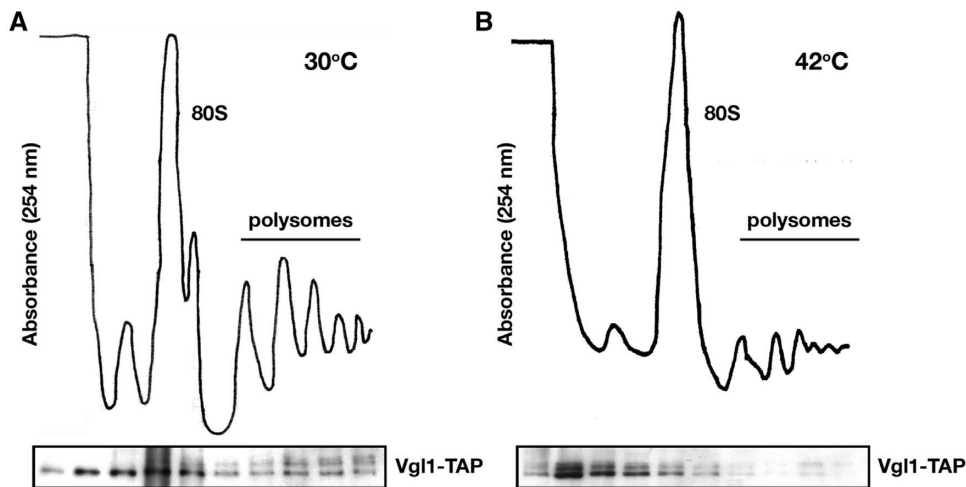 A
30°C
80S
polysomes
Absorbance (254 nm)
Vgl1-TAP
B
42°C
80S
polysomes
Absorbance (254 nm)
Vgl1-TAP